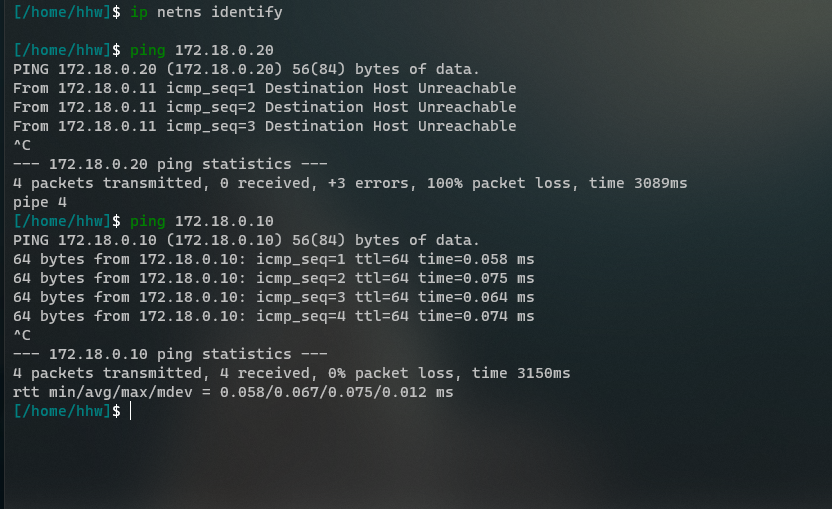 [/home/hhw]$ ip netns identify
[/home/hhw]$ ping 172.18.0.20
PING 172.18.0.20 (172.18.0.20) 56(84) bytes of data.
From 172.18.0.11 icmp_seq=1 Destination Host Unreachable
From 172.18.0.11 icmp_seq=2 Destination Host Unreachable
From 172.18.0.11 icmp_seq=3 Destination Host Unreachable
^C
--- 172.18.0.20 ping statistics ---
4 packets transmitted, 0 received, +3 errors, 100% packet loss, time 3089ms
pipe 4
[/home/hhw]$ ping 172.18.0.10
PING 172.18.0.10 (172.18.0.10) 56(84) bytes of data.
64 bytes from 172.18.0.10: icmp_seq=1 ttl=64 time=0.058 ms
64 bytes from 172.18.0.10: icmp_seq=2 ttl=64 time=0.075 ms
64 bytes from 172.18.0.10: icmp_seq=3 ttl=64 time=0.064 ms
64 bytes from 172.18.0.10: icmp_seq=4 ttl=64 time=0.074 ms
^C
--- 172.18.0.10 ping statistics ---
4 packets transmitted, 4 received, 0% packet loss, time 3150ms
rtt min/avg/max/mdev = 0.058/0.067/0.075/0.012 ms
[/home/hhw]$